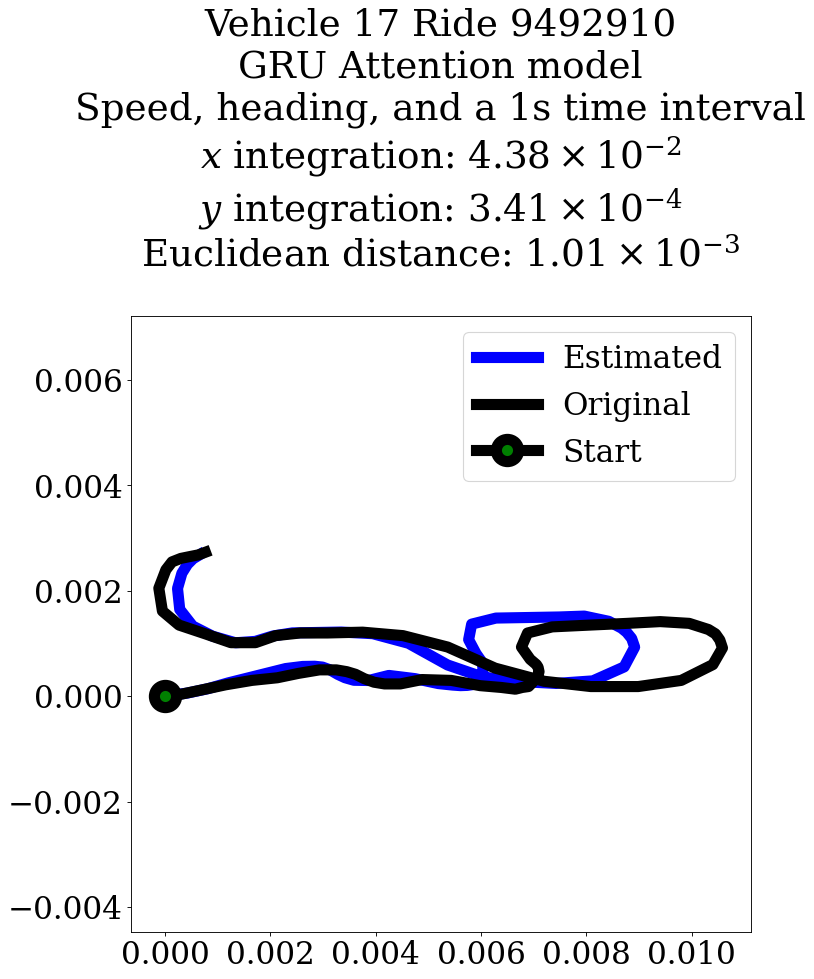 Vehicle 17 Ride 9492910
GRU Attention model
Speed, heading, and a 1s time interval
x integration: 4.38 × 10⁻²
y integration: 3.41 × 10⁻⁴
Euclidean distance: 1.01 × 10⁻³
Estimated
Original
Start
0.006
0.004
0.002
0.000
−0.002
−0.004
0.000 0.002 0.004 0.006 0.008 0.010